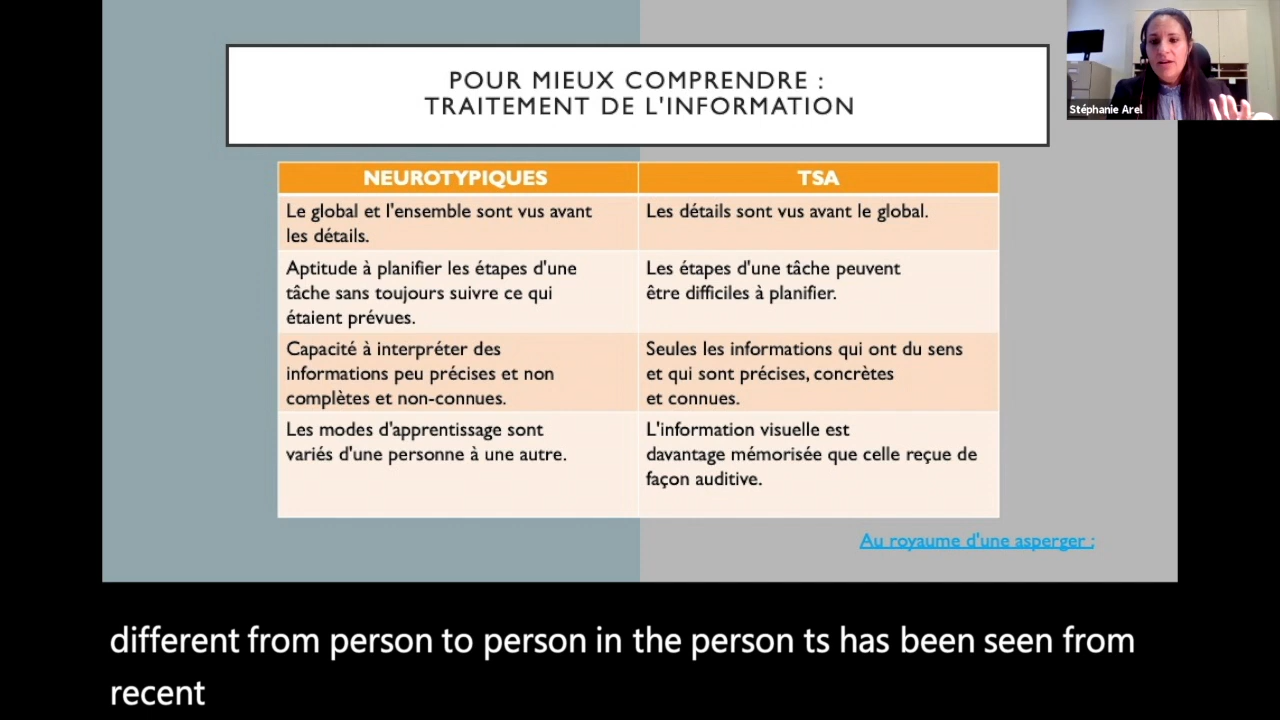 POUR MIEUX COMPRENDRE :
TRAITEMENT DE L'INFORMATION
Stéphanie Arel
NEUROTYPIQUES
TSA
Le global et l'ensemble sont vus avant
les détails.
Les détails sont vus avant le global.
Aptitude à planifier les étapes d'une
tâche sans toujours suivre ce qui
étaient prévues.
Les étapes d'une tâche peuvent
être difficiles à planifier.
Capacité à interpréter des
informations peu précises et non
complètes et non-connues.
Seules les informations qui ont du sens
et qui sont précises, concrètes
et connues.
Les modes d'apprentissage sont
variés d'une personne à une autre.
L'information visuelle est
davantage mémorisée que celle reçue de
façon auditive.
Au royaume d'une asperger :
different from person to person in the person ts has been seen from
recent